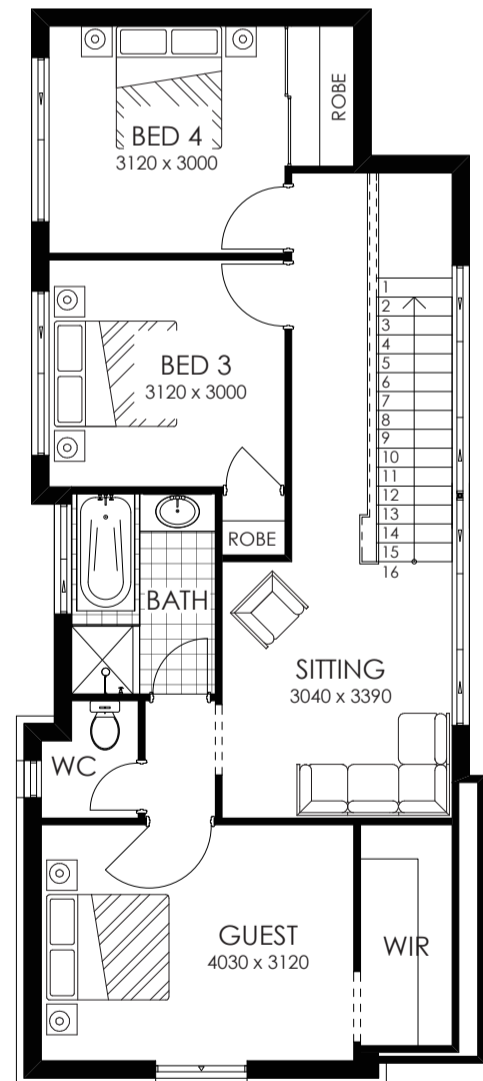 BED 4
3120 x 3000
ROBE
1
2
3
4
5
6
7
8
9
10
11
12
13
14
15
16
BED 3
3120 x 3000
ROBE
BATH
SITTING
3040 x 3390
WC
GUEST
4030 x 3120
WIR